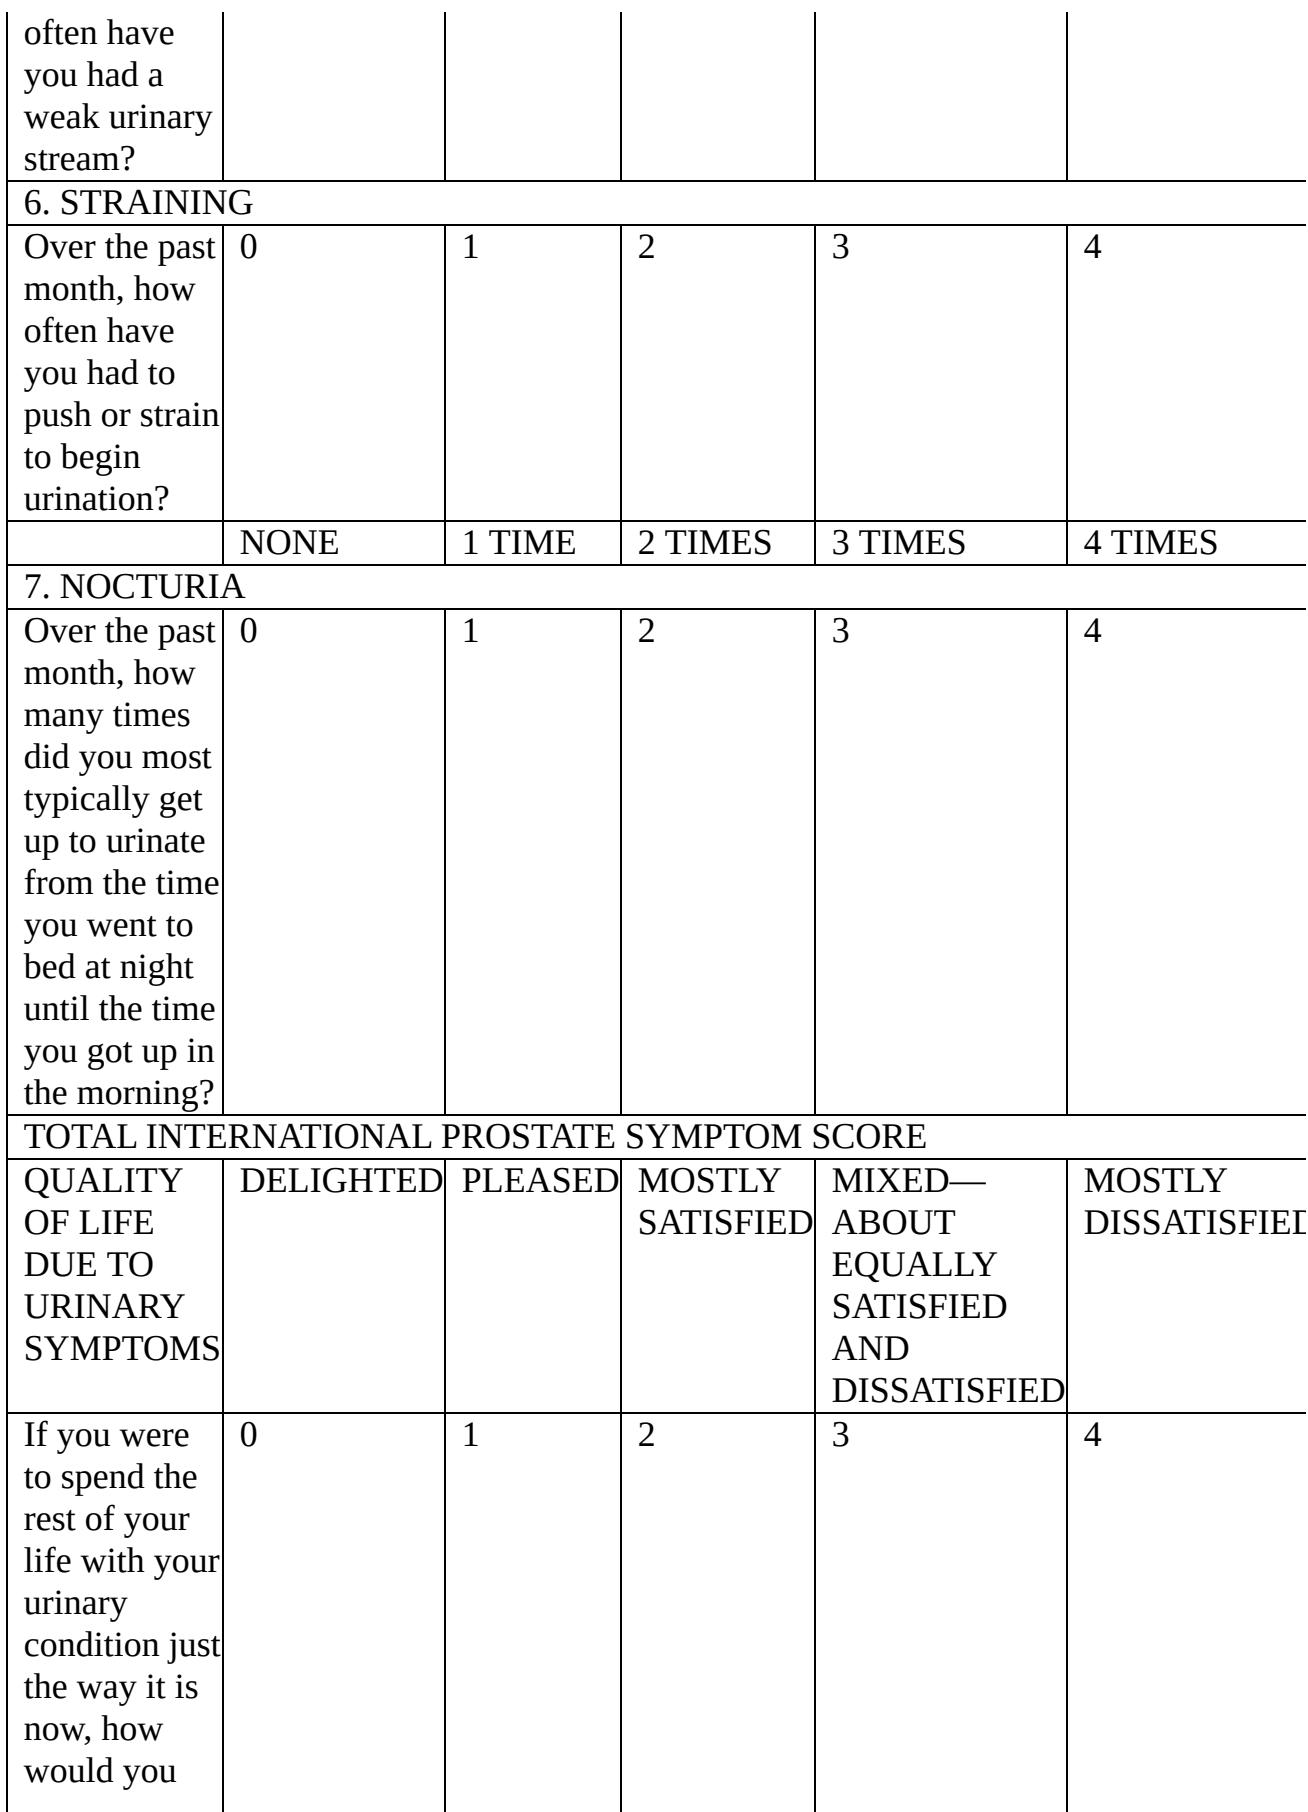 often have
you had a
weak urinary
stream?
6. STRAINING
Over the past 0 1 2 3 4
month, how
often have
you had to
push or strain
to begin
urination?
NONE 1 TIME 2 TIMES 3 TIMES 4 TIMES
7. NOCTURIA
Over the past 0 1 2 3 4
month, how
many times
did you most
typically get
up to urinate
from the time
you went to
bed at night
until the time
you got up in
the morning?
TOTAL INTERNATIONAL PROSTATE SYMPTOM SCORE
QUALITY DELIGHTED PLEASED MOSTLY MIXED— MOSTLY
OF LIFE SATISFIED ABOUT DISSATISFIED
DUE TO EQUALLY
URINARY SATISFIED
SYMPTOMS AND
DISSATISFIED
If you were 0 1 2 3 4
to spend the
rest of your
life with your
urinary
condition just
the way it is
now, how
would you